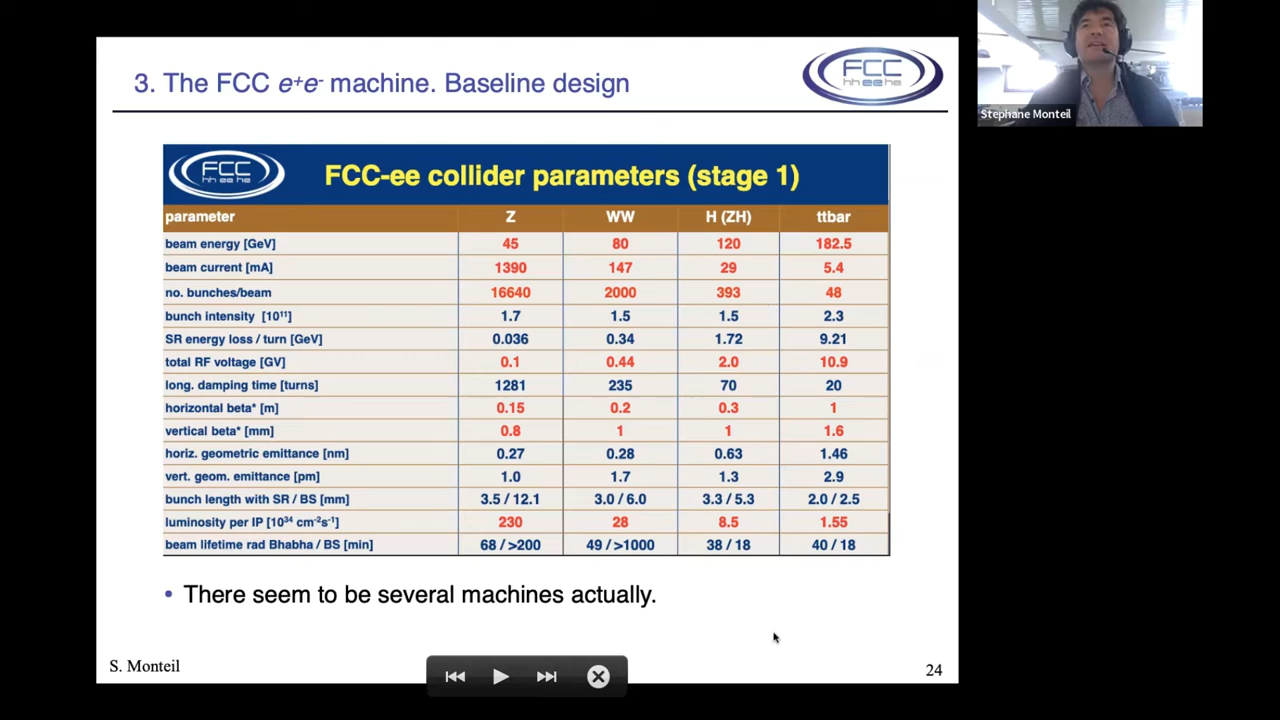 3. The FCC e⁺e⁻ machine. Baseline design
FCC
hh ee he
Stephane Monteil
FCC
hh ee he
FCC-ee collider parameters (stage 1)
parameter Z WW H (ZH) ttbar
beam energy [GeV] 45 80 120 182.5
beam current [mA] 1390 147 29 5.4
no. bunches/beam 16640 2000 393 48
bunch intensity [10¹¹] 1.7 1.5 1.5 2.3
SR energy loss / turn [GeV] 0.036 0.34 1.72 9.21
total RF voltage [GV] 0.1 0.44 2.0 10.9
long. damping time [turns] 1281 235 70 20
horizontal beta* [m] 0.15 0.2 0.3 1
vertical beta* [mm] 0.8 1 1 1.6
horiz. geometric emittance [nm] 0.27 0.28 0.63 1.46
vert. geom. emittance [pm] 1.0 1.7 1.3 2.9
bunch length with SR / BS [mm] 3.5 / 12.1 3.0 / 6.0 3.3 / 5.3 2.0 / 2.5
luminosity per IP [10³⁴ cm⁻²s⁻¹] 230 28 8.5 1.55
beam lifetime rad Bhabha / BS [min] 68 / >200 49 / >1000 38 / 18 40 / 18
• There seem to be several machines actually.
S. Monteil
24